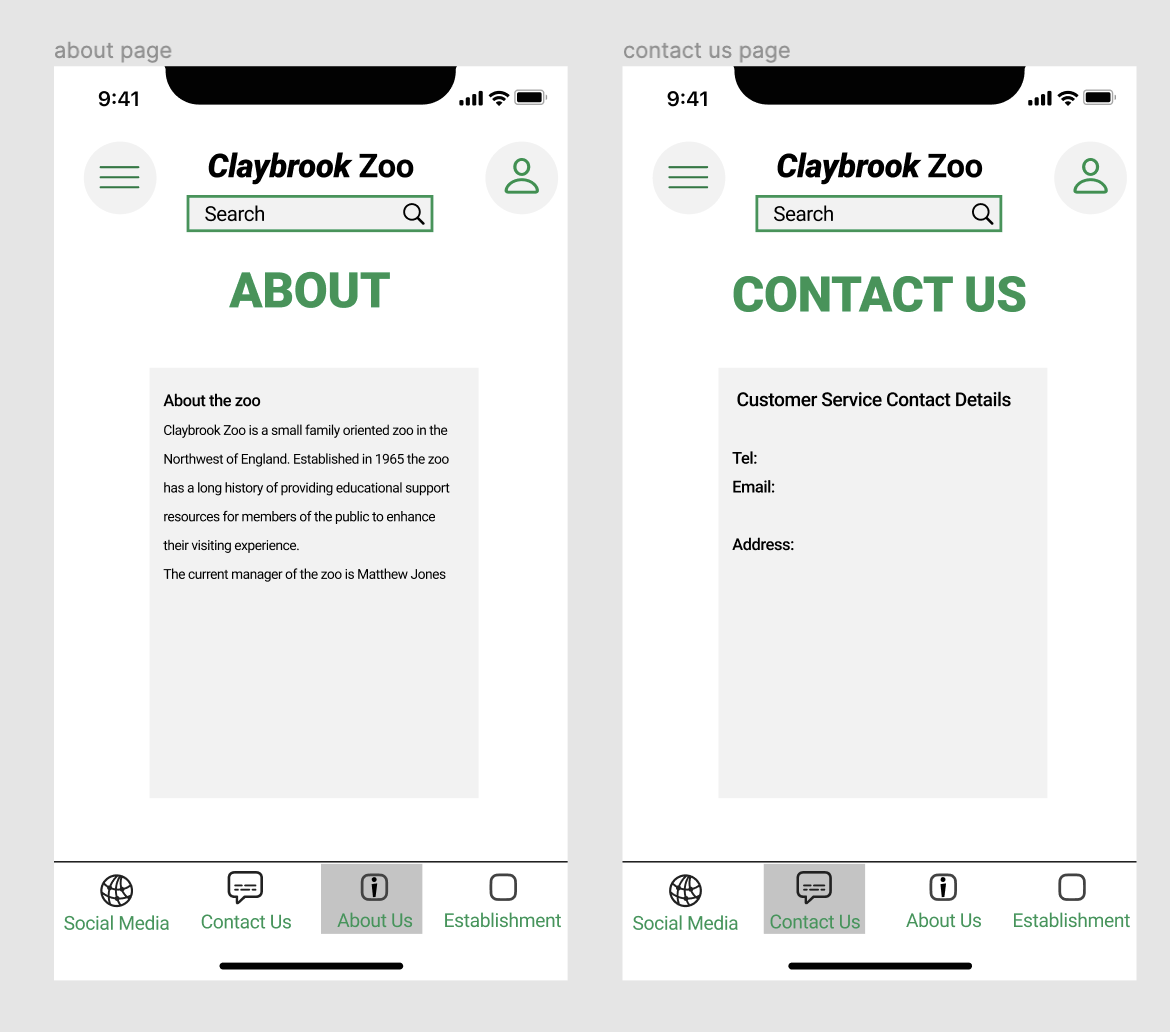 about page
9:41
Claybrook Zoo
Search
ABOUT
About the zoo
Claybrook Zoo is a small family oriented zoo in the
Northwest of England. Established in 1965 the zoo
has a long history of providing educational support
resources for members of the public to enhance
their visiting experience.
The current manager of the zoo is Matthew Jones
Social Media
Contact Us
About Us
Establishment
contact us page
9:41
Claybrook Zoo
Search
CONTACT US
Customer Service Contact Details
Tel:
Email:
Address:
Social Media
Contact Us
About Us
Establishment